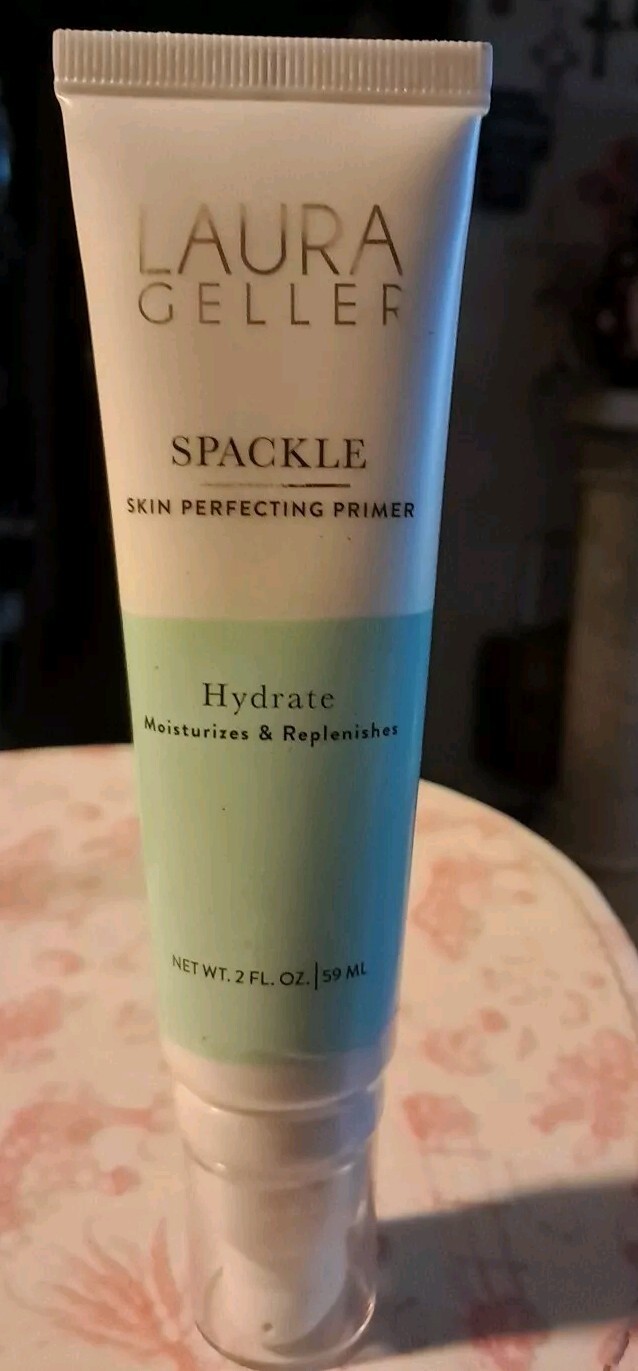 LAURA
GELLER
SPACKLE
SKIN PERFECTING PRIMER
Hydrate
Moisturizes & Replenishes
NET WT. 2 FL. OZ. | 59 ML